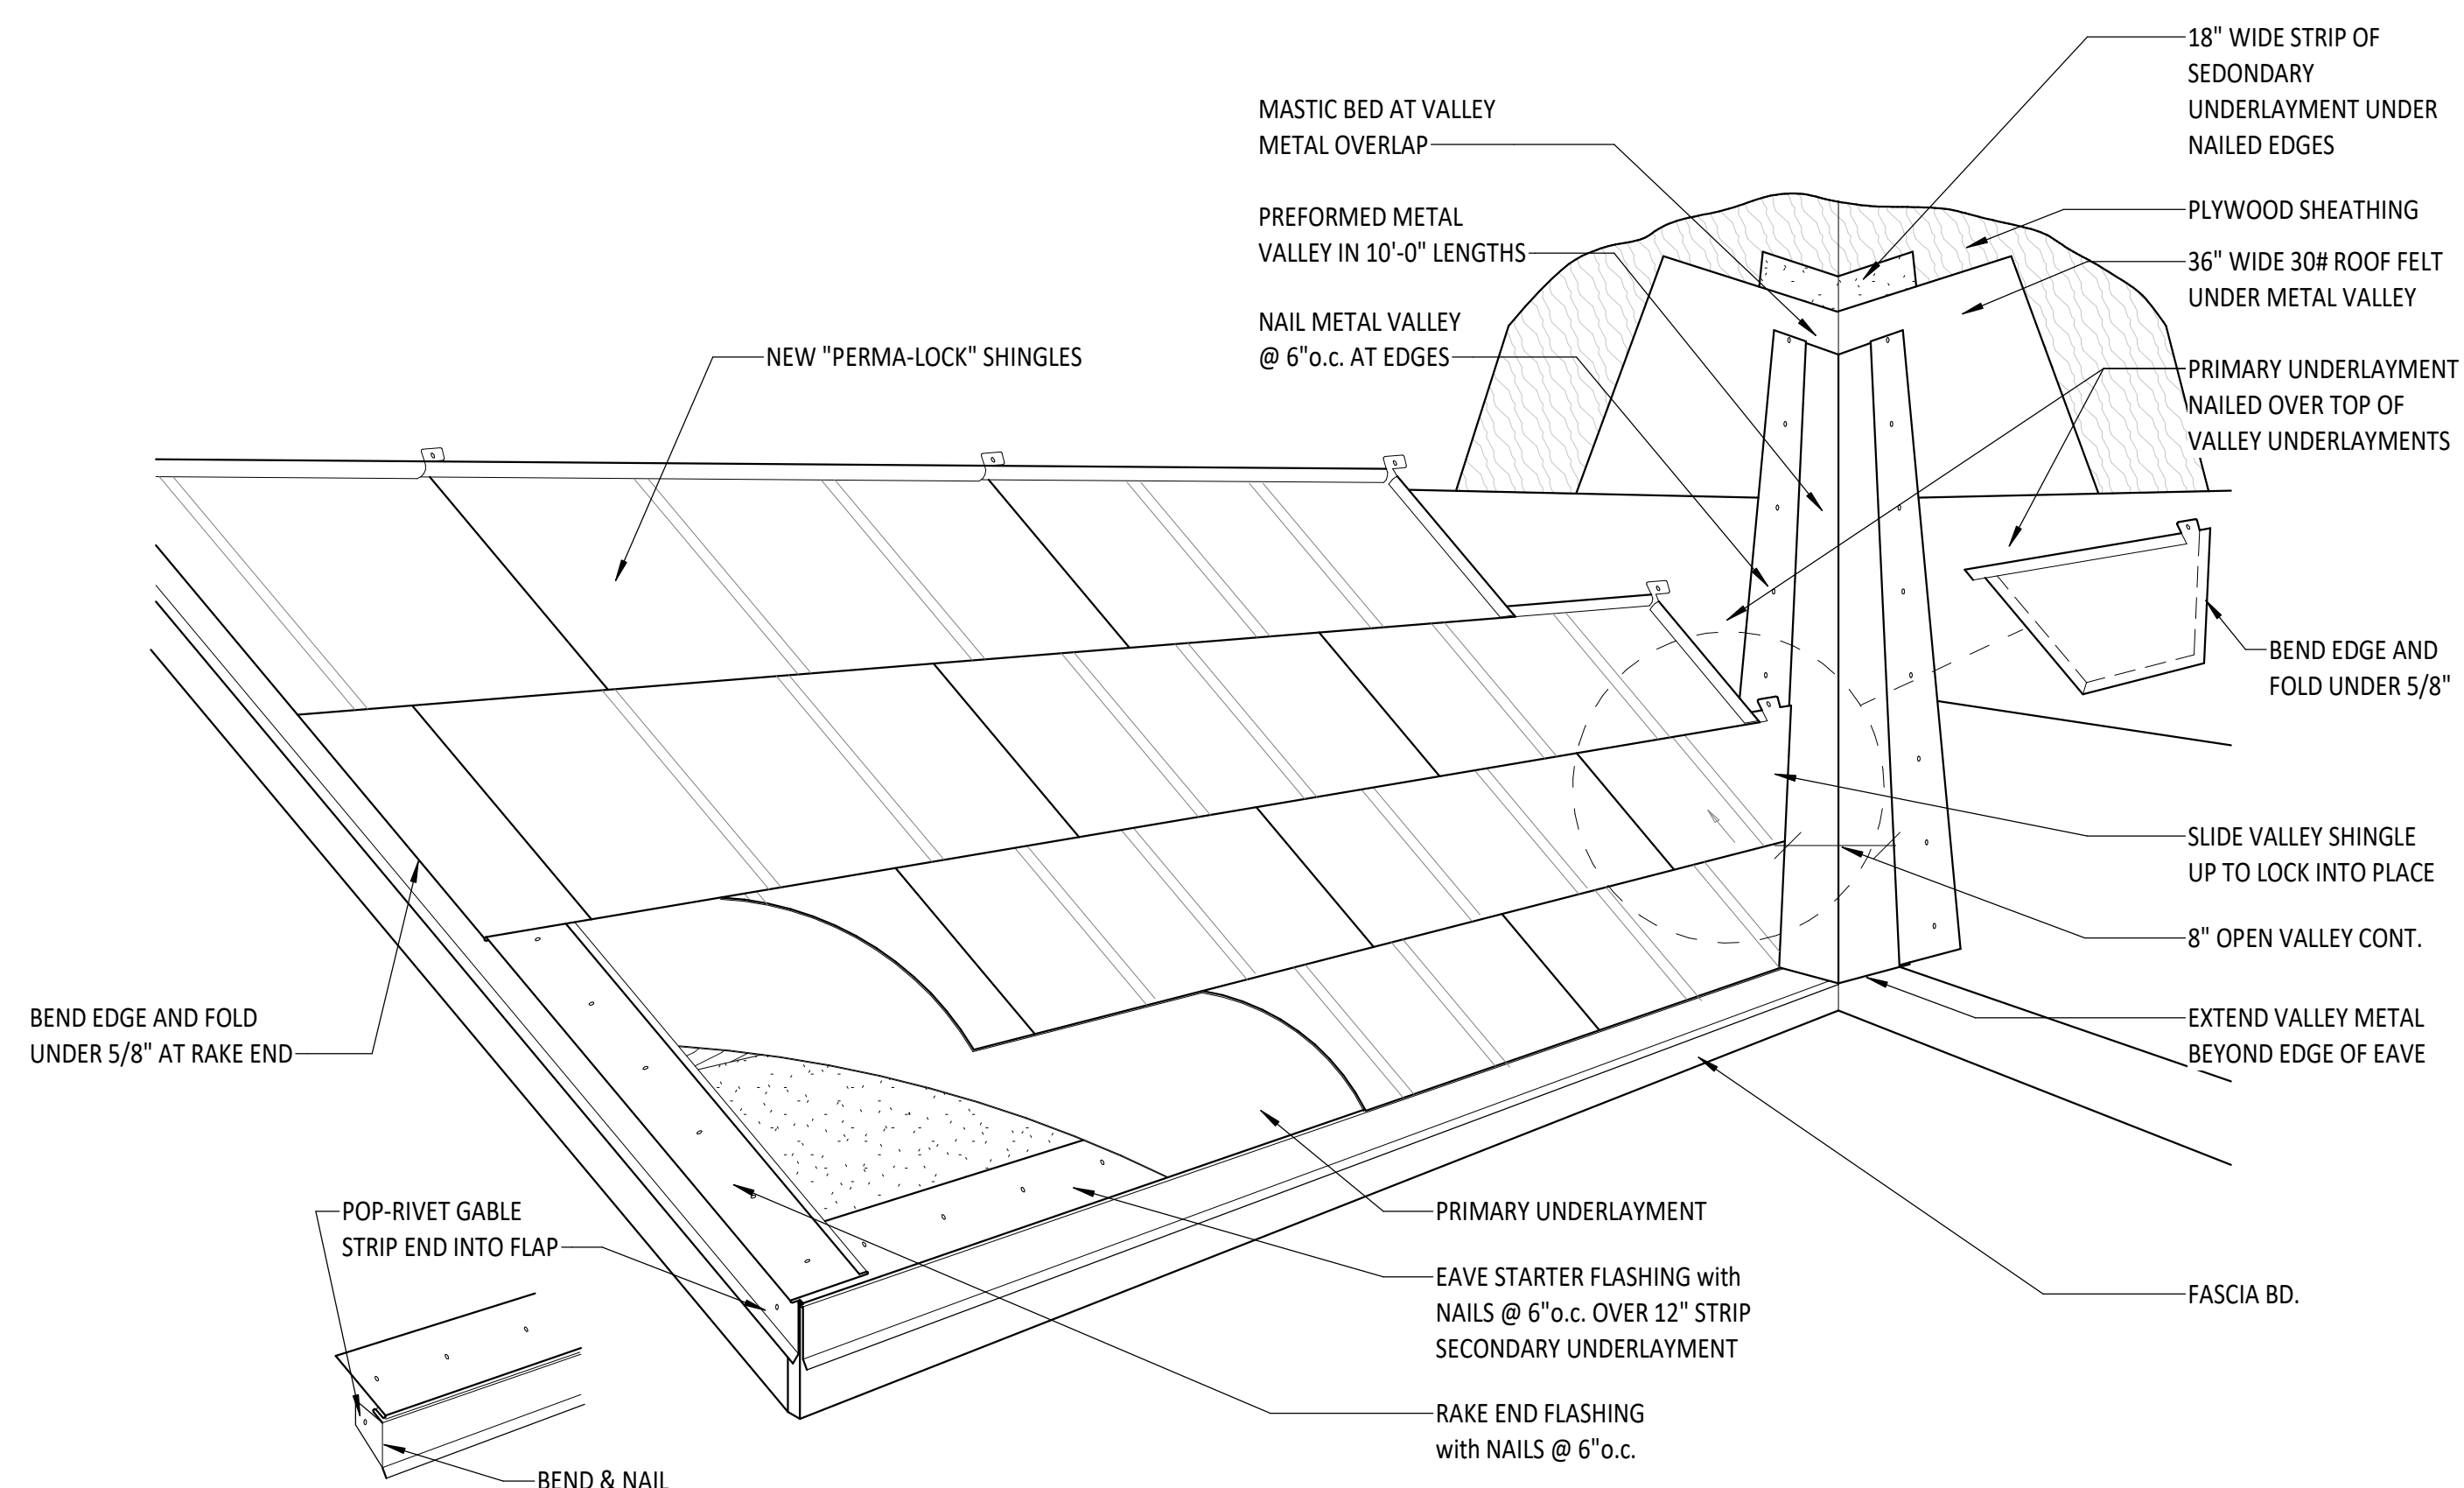 18" WIDE STRIP OF
SEDONDARY
UNDERLAYMENT UNDER
NAILED EDGES
MASTIC BED AT VALLEY
METAL OVERLAP
PLYWOOD SHEATHING
PREFORMED METAL
VALLEY IN 10'-0" LENGTHS
36" WIDE 30# ROOF FELT
UNDER METAL VALLEY
NAIL METAL VALLEY
@ 6"o.c. AT EDGES
NEW "PERMA-LOCK" SHINGLES
PRIMARY UNDERLAYMENT
NAILED OVER TOP OF
VALLEY UNDERLAYMENTS
BEND EDGE AND
FOLD UNDER 5/8"
SLIDE VALLEY SHINGLE
UP TO LOCK INTO PLACE
8" OPEN VALLEY CONT.
BEND EDGE AND FOLD
UNDER 5/8" AT RAKE END
EXTEND VALLEY METAL
BEYOND EDGE OF EAVE
POP-RIVET GABLE
STRIP END INTO FLAP
PRIMARY UNDERLAYMENT
EAVE STARTER FLASHING with
NAILS @ 6"o.c. OVER 12" STRIP
SECONDARY UNDERLAYMENT
FASCIA BD.
RAKE END FLASHING
with NAILS @ 6"o.c.
BEND & NAIL